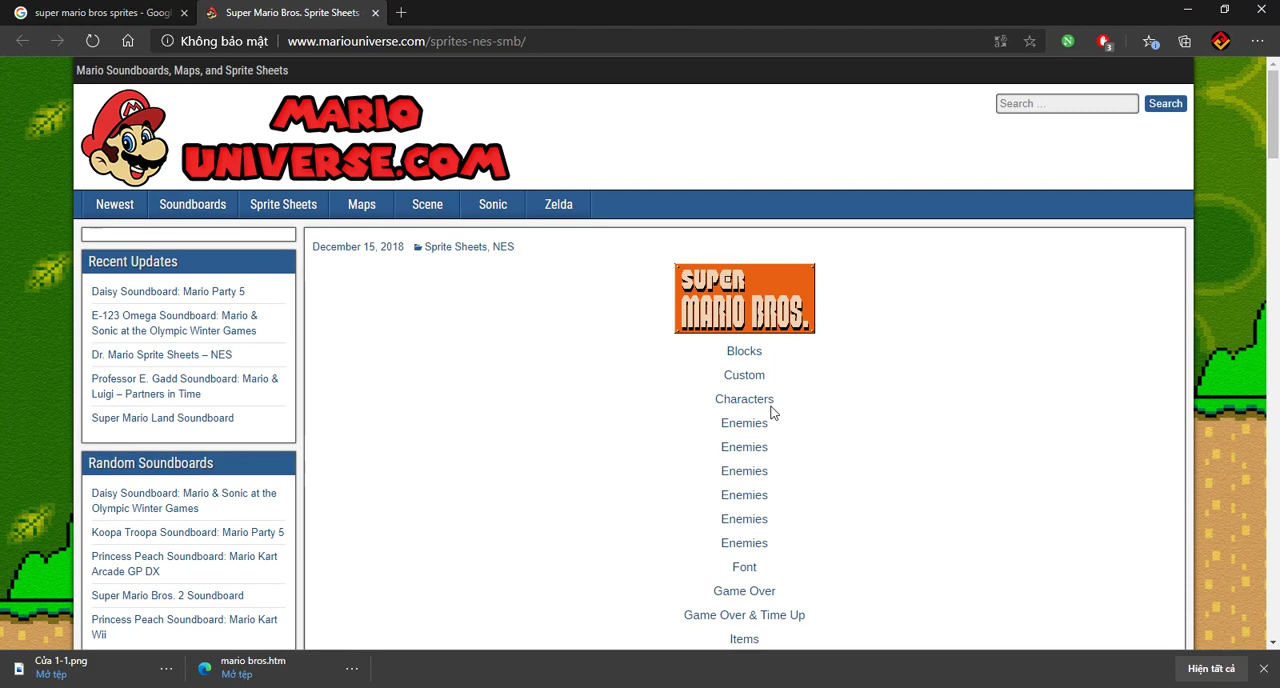 super mario bros sprites - Googl
Super Mario Bros. Sprite Sheets
Không bảo mật
www.mariouniverse.com/sprites-nes-smb/
3
Mario Soundboards, Maps, and Sprite Sheets
MARIO
UNIVERSE.COM
Search …
Search
Newest
Soundboards
Sprite Sheets
Maps
Scene
Sonic
Zelda
Recent Updates
Daisy Soundboard: Mario Party 5
E-123 Omega Soundboard: Mario &
Sonic at the Olympic Winter Games
Dr. Mario Sprite Sheets – NES
Professor E. Gadd Soundboard: Mario &
Luigi – Partners in Time
Super Mario Land Soundboard
Random Soundboards
Daisy Soundboard: Mario & Sonic at the
Olympic Winter Games
Koopa Troopa Soundboard: Mario Party 5
Princess Peach Soundboard: Mario Kart
Arcade GP DX
Super Mario Bros. 2 Soundboard
Princess Peach Soundboard: Mario Kart
Wii
December 15, 2018
Sprite Sheets, NES
SUPER
MARIO BROS.
Blocks
Custom
Characters
Enemies
Enemies
Enemies
Enemies
Enemies
Enemies
Font
Game Over
Game Over & Time Up
Items
Cửa 1-1.png
Mở tệp
mario bros.htm
Mở tệp
Hiện tất cả